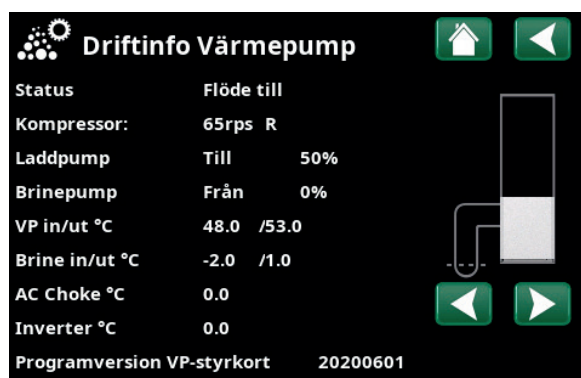 Driftinfo Värmepump
Status Flöde till
Kompressor: 65rps R
Laddpump Till 50%
Brinepump Från 0%
VP in/ut °C 48.0 /53.0
Brine in/ut °C -2.0 /1.0
AC Choke °C 0.0
Inverter °C 0.0
Programversion VP-styrkort 20200601